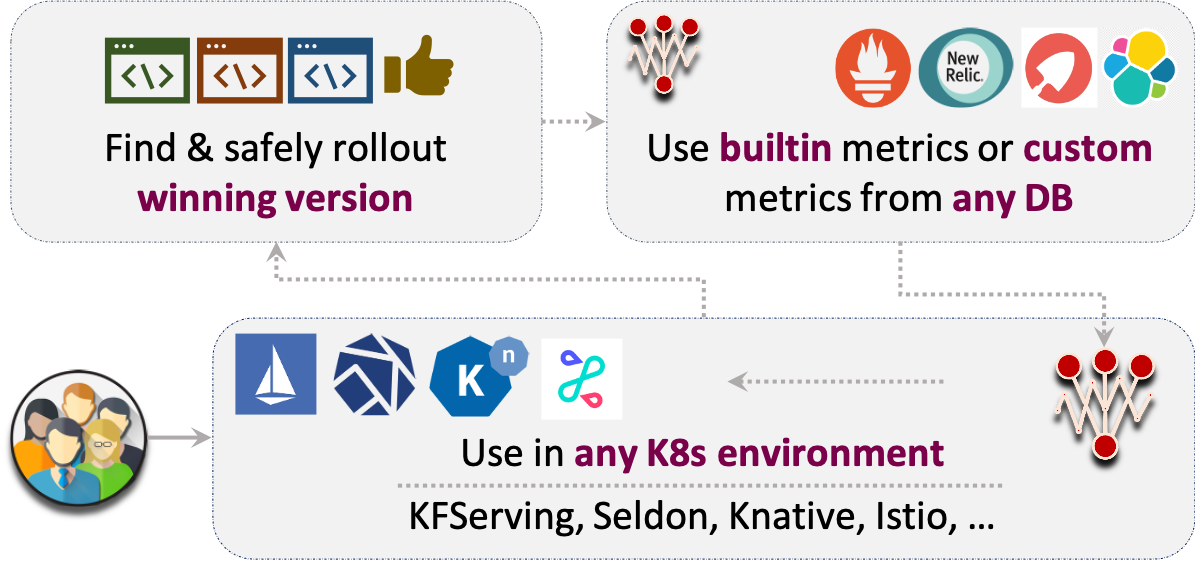 Find & safely rollout
winning version
New
Relic.
Use builtin metrics or custom
metrics from any DB
K
n
Use in any K8s environment
KFServing, Seldon, Knative, Istio, ...